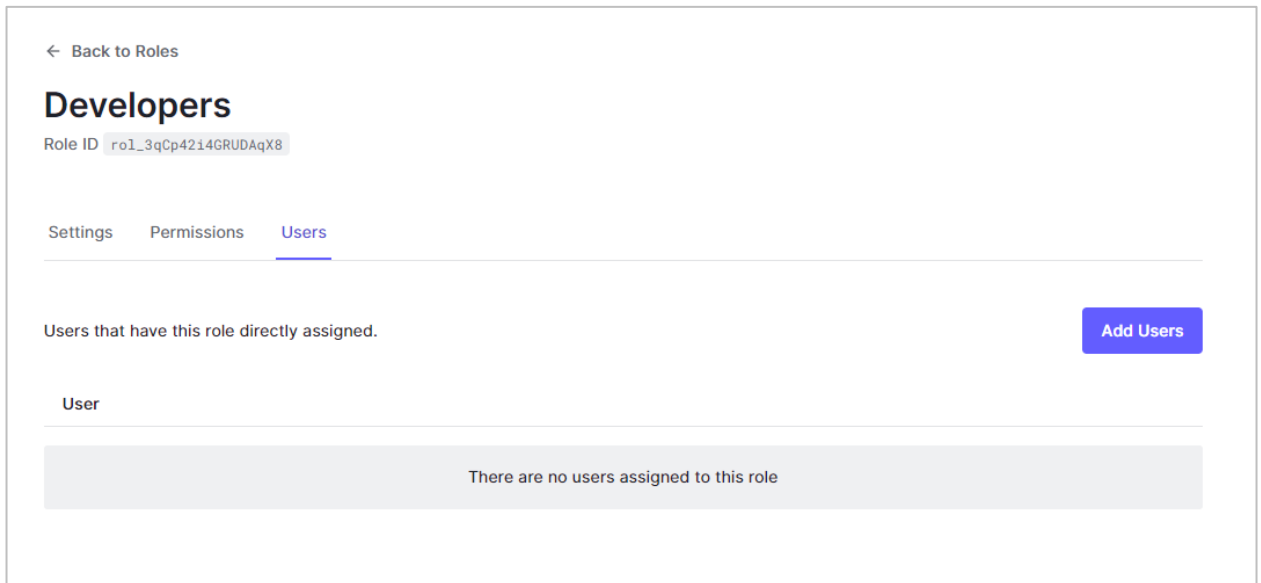 ← Back to Roles
Developers
Role ID rol_3qCp42i4GRUDAqX8
Settings Permissions Users
Users that have this role directly assigned. Add Users
User
There are no users assigned to this role